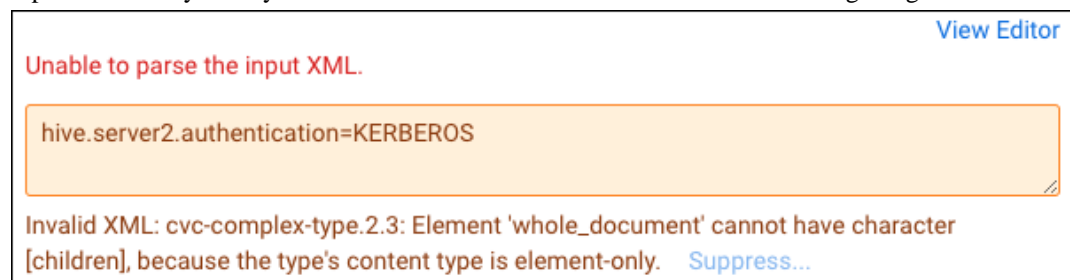 View Editor
Unable to parse the input XML.
hive.server2.authentication=KERBEROS
Invalid XML: cvc-complex-type.2.3: Element 'whole_document' cannot have character
[children], because the type's content type is element-only. Suppress...